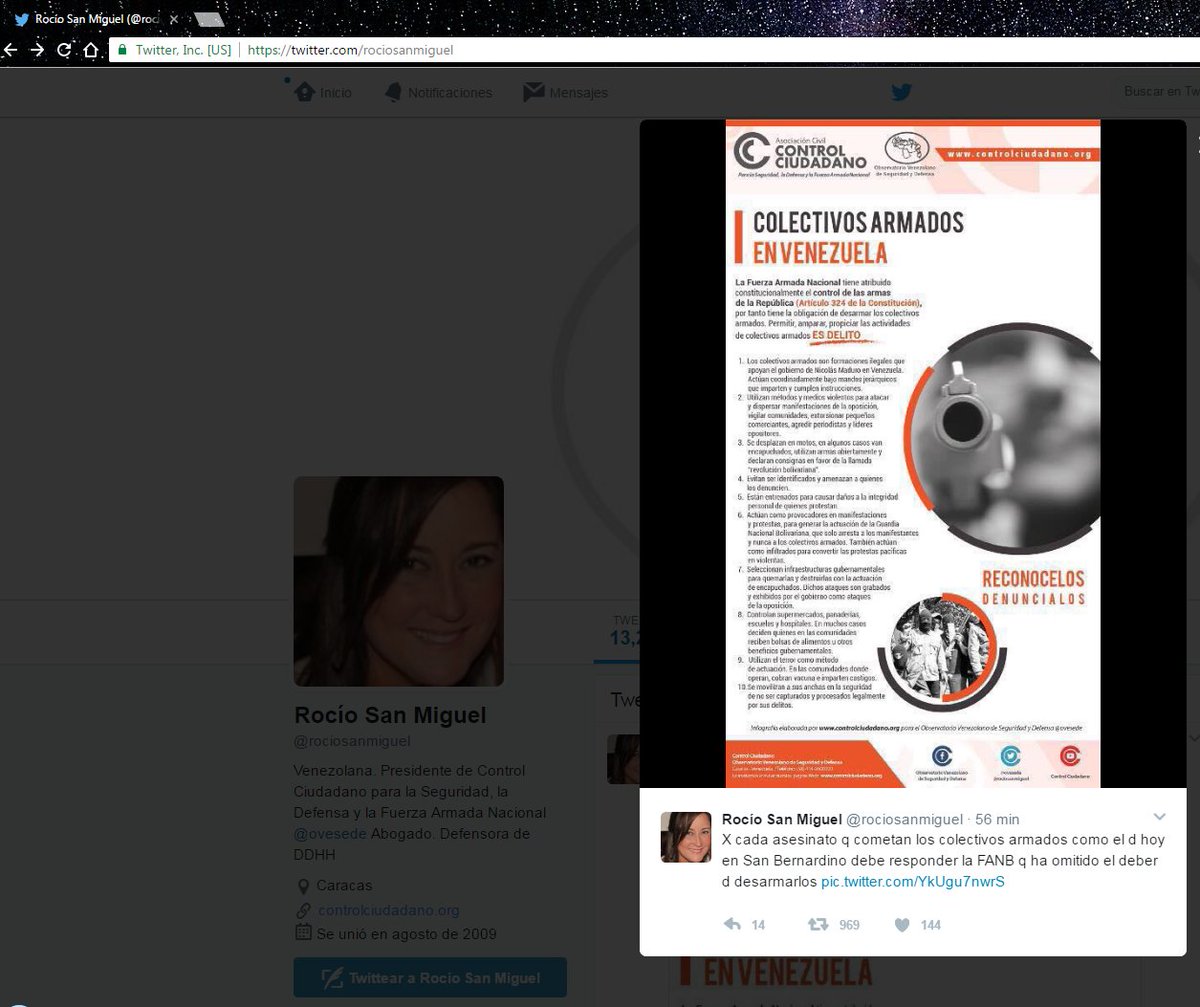 Rocío San Miguel (@roc
Twitter, Inc. [US]
https://twitter.com/rociosanmiguel
Inicio
Notificaciones
Mensajes
Buscar en Tw
Asociación Civil
CONTROL
CIUDADANO
Para la Seguridad, la Defensa y la Fuerza Armada Nacional
Observatorio Venezolano
de Seguridad y Defensa
www.controlciudadano.org
COLECTIVOS ARMADOS
EN VENEZUELA
La Fuerza Armada Nacional tiene atribuido
constitucionalmente el control de las armas
de la República (Artículo 324 de la Constitución),
por tanto tiene la obligación de desarmar los colectivos
armados. Permitir, amparar, propiciar las actividades
de colectivos armados ES DELITO
1. Los colectivos armados son formaciones ilegales que
apoyan el gobierno de Nicolás Maduro en Venezuela.
Actúan coordinadamente bajo mandos jerárquicos
que imparten y cumplen instrucciones.
2. Utilizan métodos y medios violentos para atacar
y dispersar manifestaciones de la oposición,
vigilar comunidades, extorsionar pequeños
comerciantes, agredir periodistas y líderes
opositores.
3. Se desplazan en motos, en algunos casos van
encapuchados, utilizan armas abiertamente y
declaran consignas en favor de la llamada
"revolución bolivariana".
4. Evitan ser identificados y amenazan a quienes
los denuncien.
5. Están entrenados para causar daños a la integridad
personal de quienes protestan.
6. Actúan como provocadores en manifestaciones
y protestas, para generar la actuación de la Guardia
Nacional Bolivariana, que solo arresta a los manifestantes
y nunca a los colectivos armados. También actúan
como infiltrados para convertir las protestas pacíficas
en violentas.
7. Seleccionan infraestructuras gubernamentales
para quemarlas y destruirlas con la actuación
de encapuchados. Dichos ataques son grabados
y exhibidos por el gobierno como ataques
de la oposición.
8. Controlan supermercados, panaderías,
escuelas y hospitales. En muchos casos
deciden quienes en las comunidades
reciben bolsas de alimentos u otros
beneficios gubernamentales.
9. Utilizan el terror como método
de actuación. En las comunidades donde
operan, cobran vacuna e imparten castigos.
10. Se movilizan a sus anchas en la seguridad
de no ser capturados y procesados legalmente
por sus delitos.
RECONOCELOS
DENUNCIALOS
Infografía elaborada por www.controlciudadano.org para el Observatorio Venezolano de Seguridad y Defensa @ovesede
Control Ciudadano
Observatorio Venezolano de Seguridad y Defensa
www.controlciudadano.org
Observatorio Venezolano
de Seguridad y Defensa
@ovesede
@rociosanmiguel
Control Ciudadano
TWE
13,2
Twe
Rocío San Miguel
@rociosanmiguel
Venezolana. Presidente de Control
Ciudadano para la Seguridad, la
Defensa y la Fuerza Armada Nacional
@ovesede Abogado. Defensora de
DDHH
Caracas
controlciudadano.org
Se unió en agosto de 2009
Twittear a Rocío San Miguel
Rocío San Miguel @rociosanmiguel · 56 min
X cada asesinato q cometan los colectivos armados como el d hoy
en San Bernardino debe responder la FANB q ha omitido el deber
d desarmarlos pic.twitter.com/YkUgu7nwrS
14
969
144
EN VENEZUELA